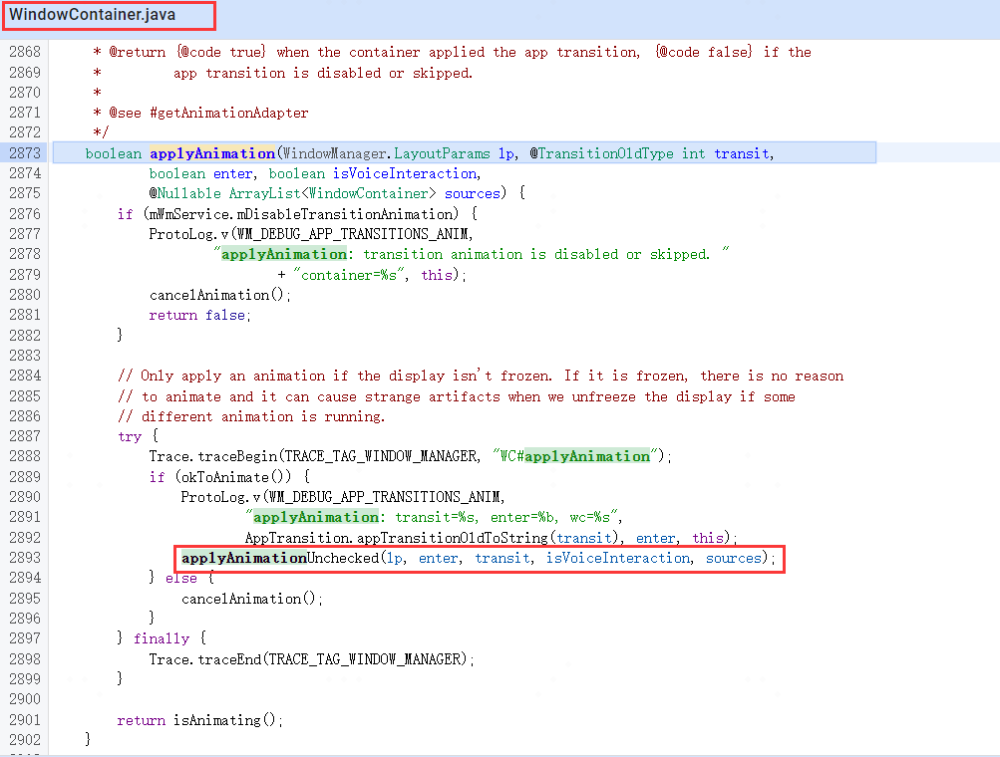 WindowContainer.java
2868 * @return {@code true} when the container applied the app transition, {@code false} if the
2869 * app transition is disabled or skipped.
2870 *
2871 * @see #getAnimationAdapter
2872 */
2873 boolean applyAnimation(WindowManager.LayoutParams lp, @TransitionOldType int transit,
2874 boolean enter, boolean isVoiceInteraction,
2875 @Nullable ArrayList<WindowContainer> sources) {
2876 if (mWmService.mDisableTransitionAnimation) {
2877 ProtoLog.v(WM_DEBUG_APP_TRANSITIONS_ANIM,
2878 "applyAnimation: transition animation is disabled or skipped. "
2879 + "container=%s", this);
2880 cancelAnimation();
2881 return false;
2882 }
2883
2884 // Only apply an animation if the display isn't frozen. If it is frozen, there is no reason
2885 // to animate and it can cause strange artifacts when we unfreeze the display if some
2886 // different animation is running.
2887 try {
2888 Trace.traceBegin(TRACE_TAG_WINDOW_MANAGER, "WC#applyAnimation");
2889 if (okToAnimate()) {
2890 ProtoLog.v(WM_DEBUG_APP_TRANSITIONS_ANIM,
2891 "applyAnimation: transit=%s, enter=%b, wc=%s",
2892 AppTransition.appTransitionOldToString(transit), enter, this);
2893 applyAnimationUnchecked(lp, enter, transit, isVoiceInteraction, sources);
2894 } else {
2895 cancelAnimation();
2896 }
2897 } finally {
2898 Trace.traceEnd(TRACE_TAG_WINDOW_MANAGER);
2899 }
2900
2901 return isAnimating();
2902 }